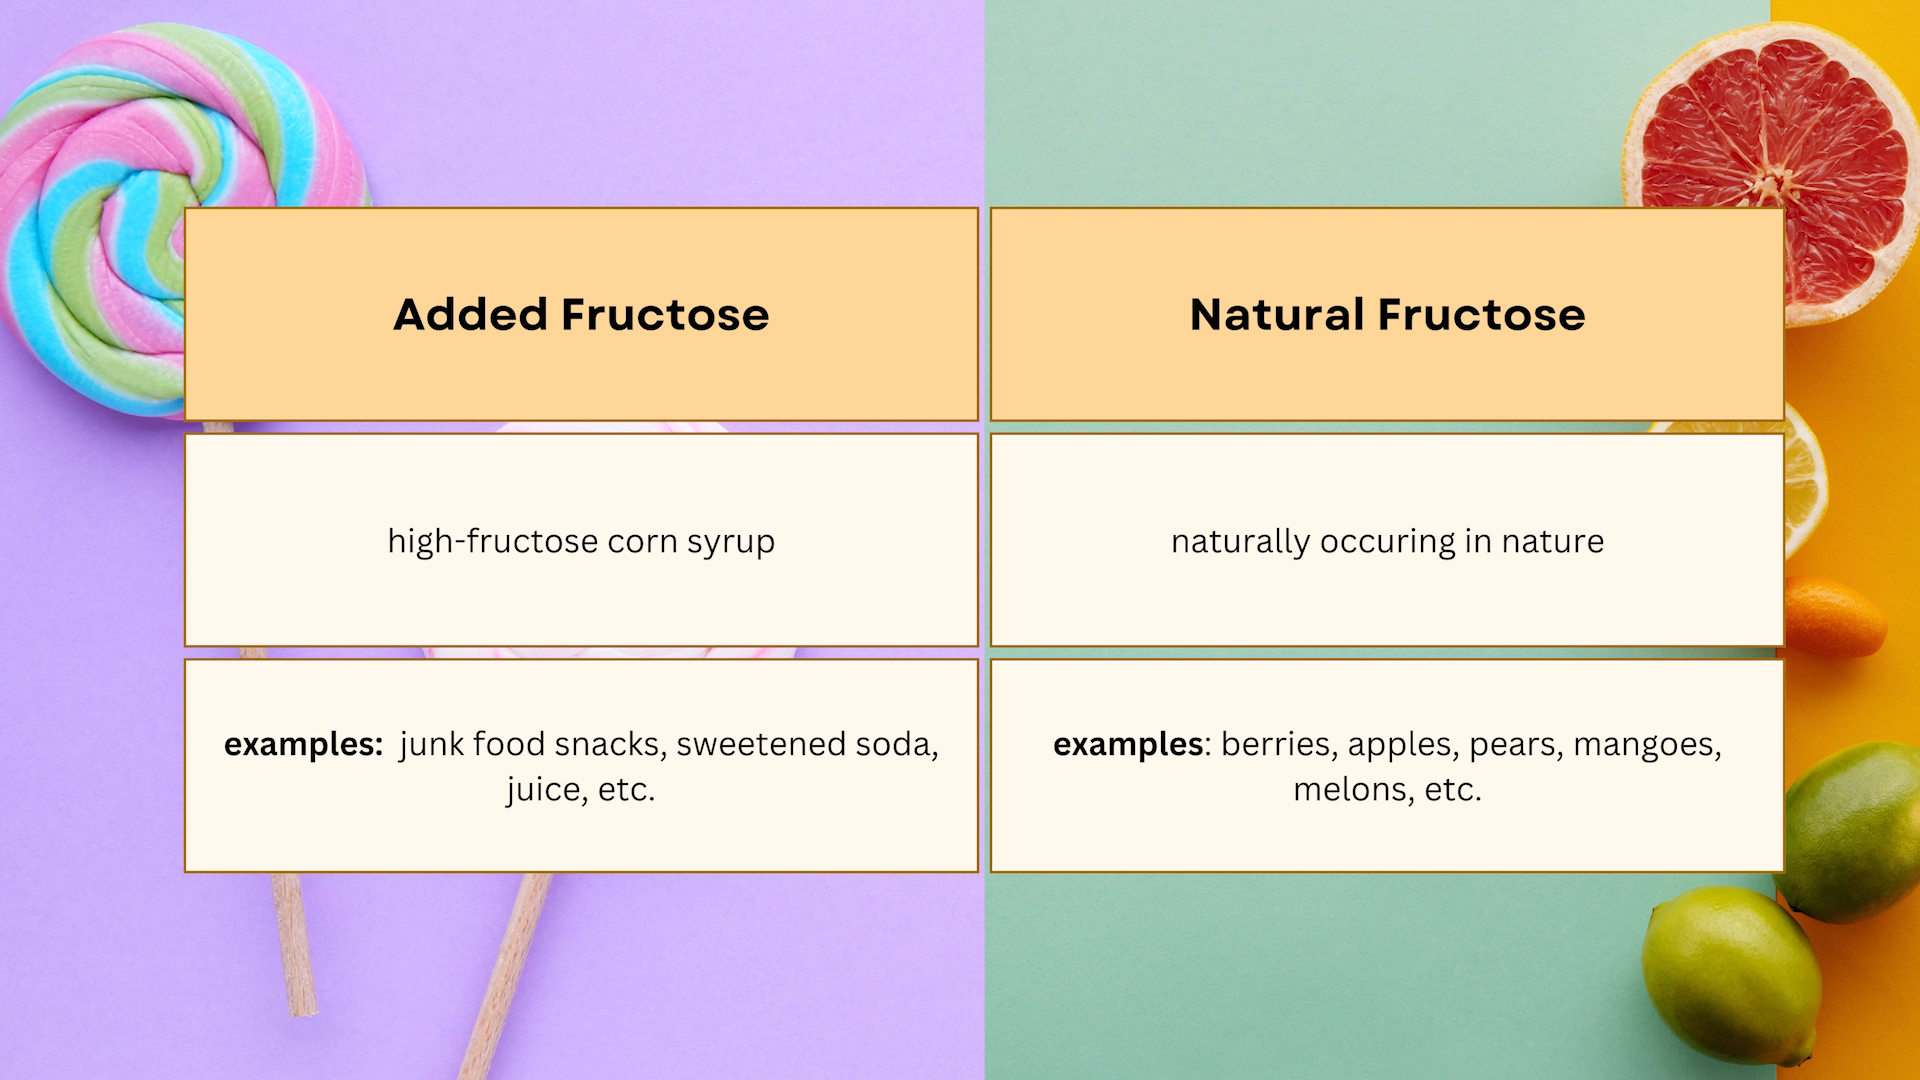 Added Fructose
Natural Fructose
high-fructose corn syrup
naturally occuring in nature
examples: junk food snacks, sweetened soda,
juice, etc.
examples: berries, apples, pears, mangoes,
melons, etc.